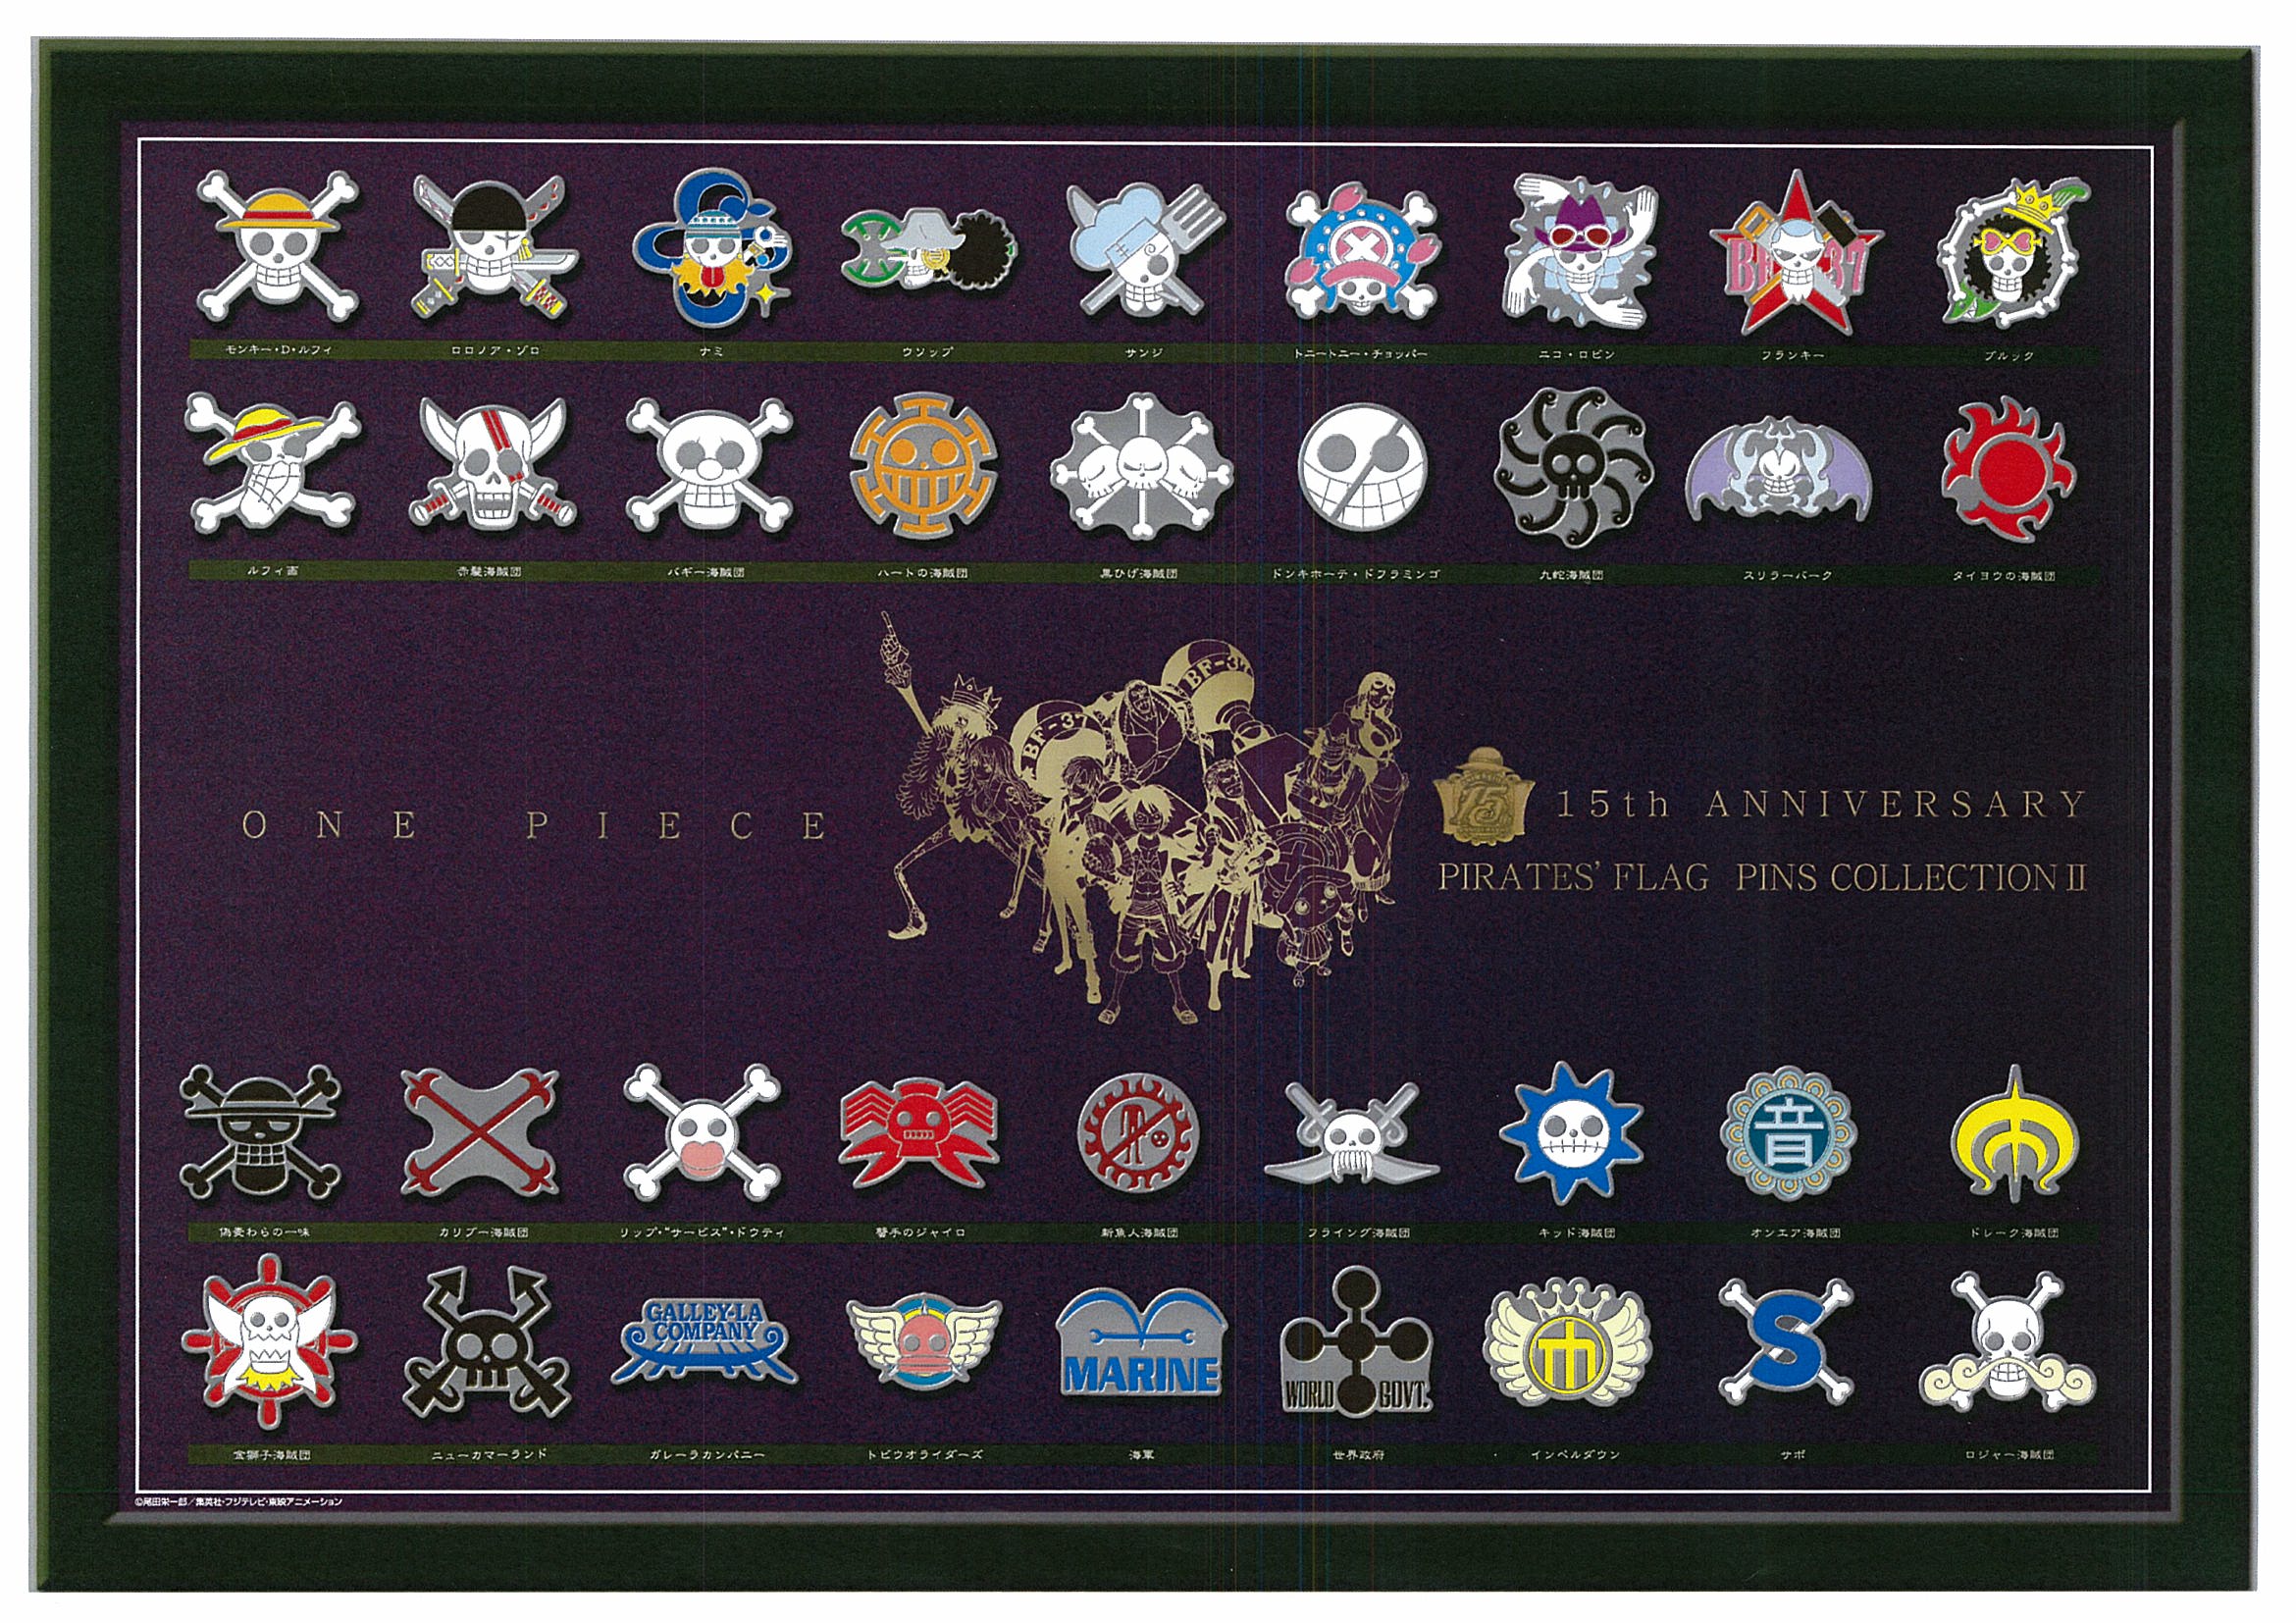 BF-37
モンキー・D・ルフィ
ロロノア・ゾロ
ナミ
ウソップ
サンジ
トニートニー・チョッパー
ニコ・ロビン
フランキー
ブルック
ルフィ画
赤髪海賊団
バギー海賊団
ハートの海賊団
黒ひげ海賊団
ドンキホーテ・ドフラミンゴ
九蛇海賊団
スリラーバーク
タイヨウの海賊団
BF-37
BF-37
ONE PIECE
15
15th ANNIVERSARY
PIRATES' FLAG PINS COLLECTION II
音
偽麦わらの一味
カリブー海賊団
リップ・“サービス”・ドウティ
蟹手のジャイロ
新魚人海賊団
フライング海賊団
キッド海賊団
オンエア海賊団
ドレーク海賊団
GALLEY-LA
COMPANY
MARINE
WORLD GOVT.
S
金獅子海賊団
ニューカマーランド
ガレーラカンパニー
トビウオライダーズ
海軍
世界政府
インペルダウン
サボ
ロジャー海賊団
©尾田栄一郎／集英社・フジテレビ・東映アニメーション